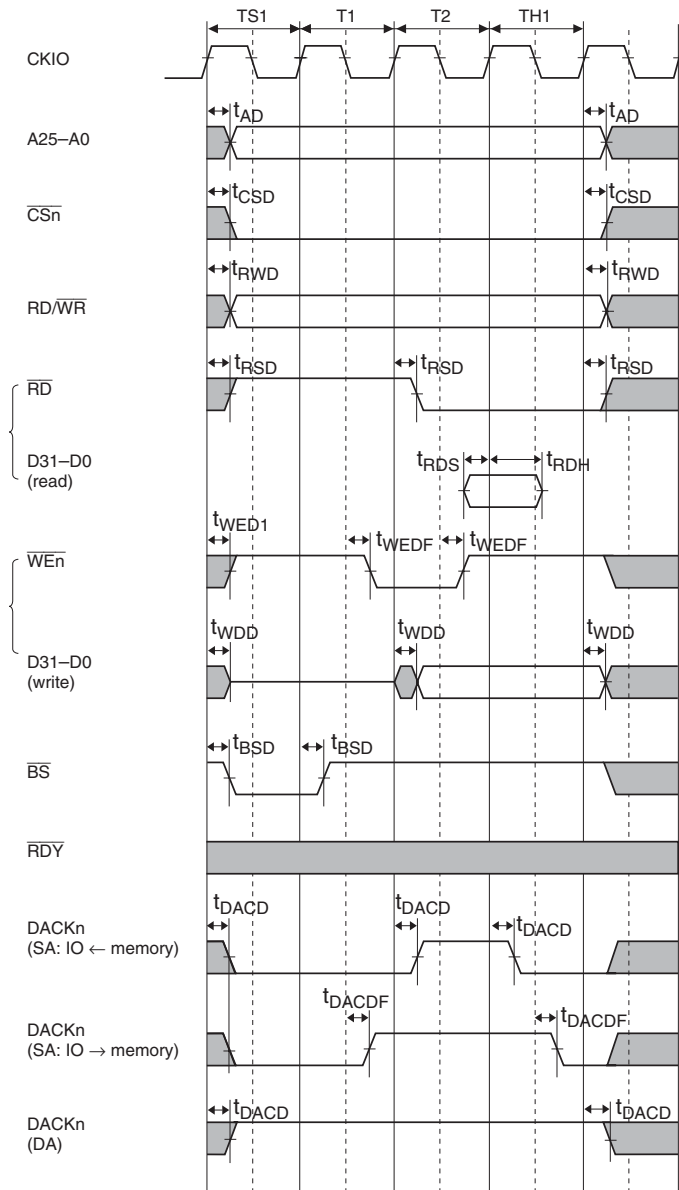 TS1 T1 T2 TH1
CKIO
tAD tAD
A25–A0
tCSD tCSD
CSn
tRWD tRWD
RD/WR
tRSD tRSD tRSD
RD
D31–D0
(read)
tRDS tRDH
tWED1 tWEDF tWEDF
WEn
tWDD tWDD tWDD
D31–D0
(write)
tBSD tBSD
BS
RDY
tDACD tDACD tDACD
DACKn
(SA: IO ← memory)
tDACDF tDACDF
DACKn
(SA: IO → memory)
tDACD tDACD
DACKn
(DA)